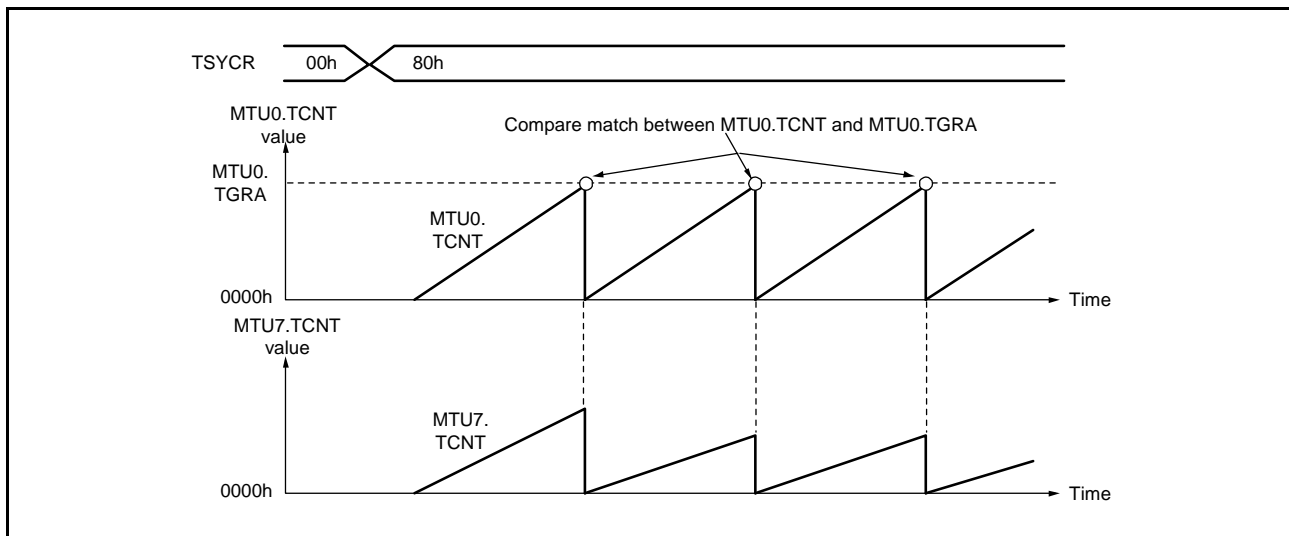 TSYCR 00h 80h
MTU0.TCNT
value
Compare match between MTU0.TCNT and MTU0.TGRA
MTU0.
TGRA
MTU0.
TCNT
0000h
Time
MTU7.TCNT
value
MTU7.
TCNT
0000h
Time